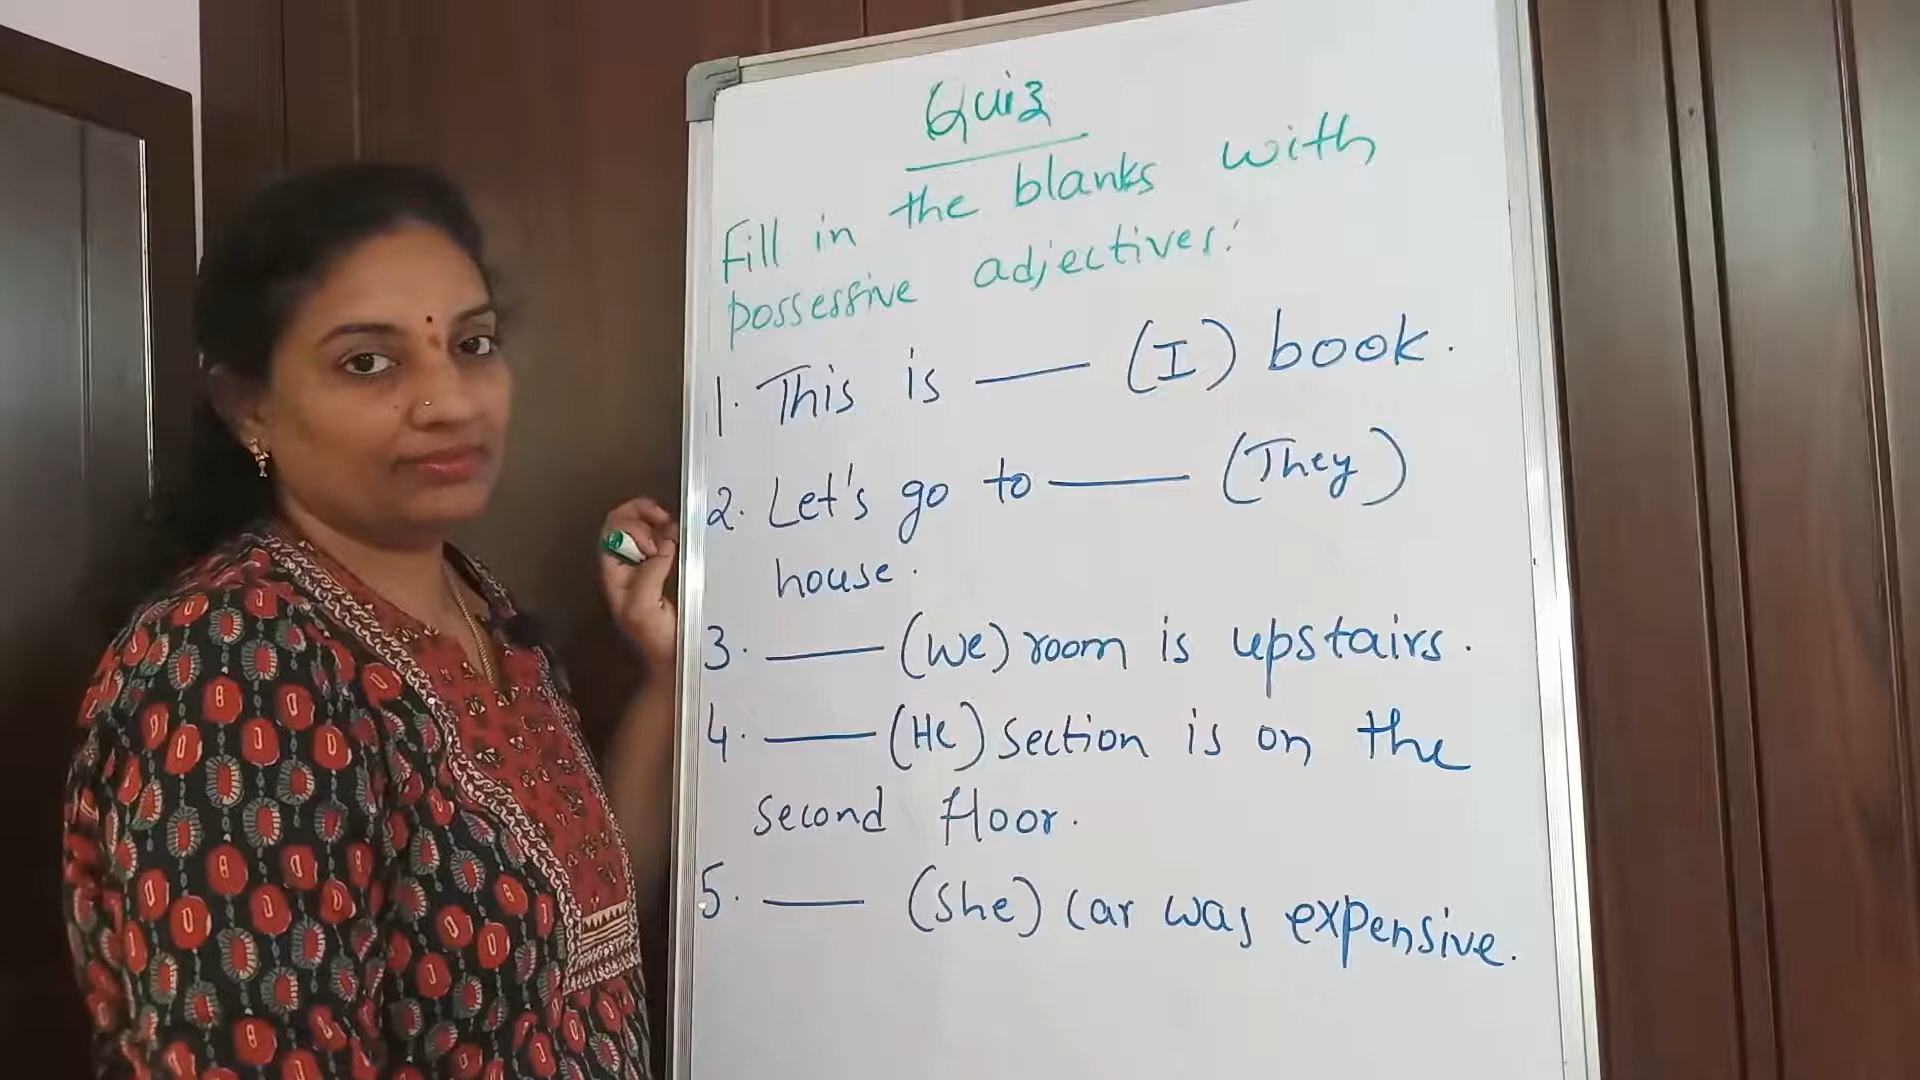 Quiz
Fill in the blanks with
possessive adjectives:
1. This is ___ (I) book.
2. Let's go to ___ (They)
house.
3. ___ (We) room is upstairs.
4. ___ (He) section is on the
second floor.
5. ___ (She) car was expensive.